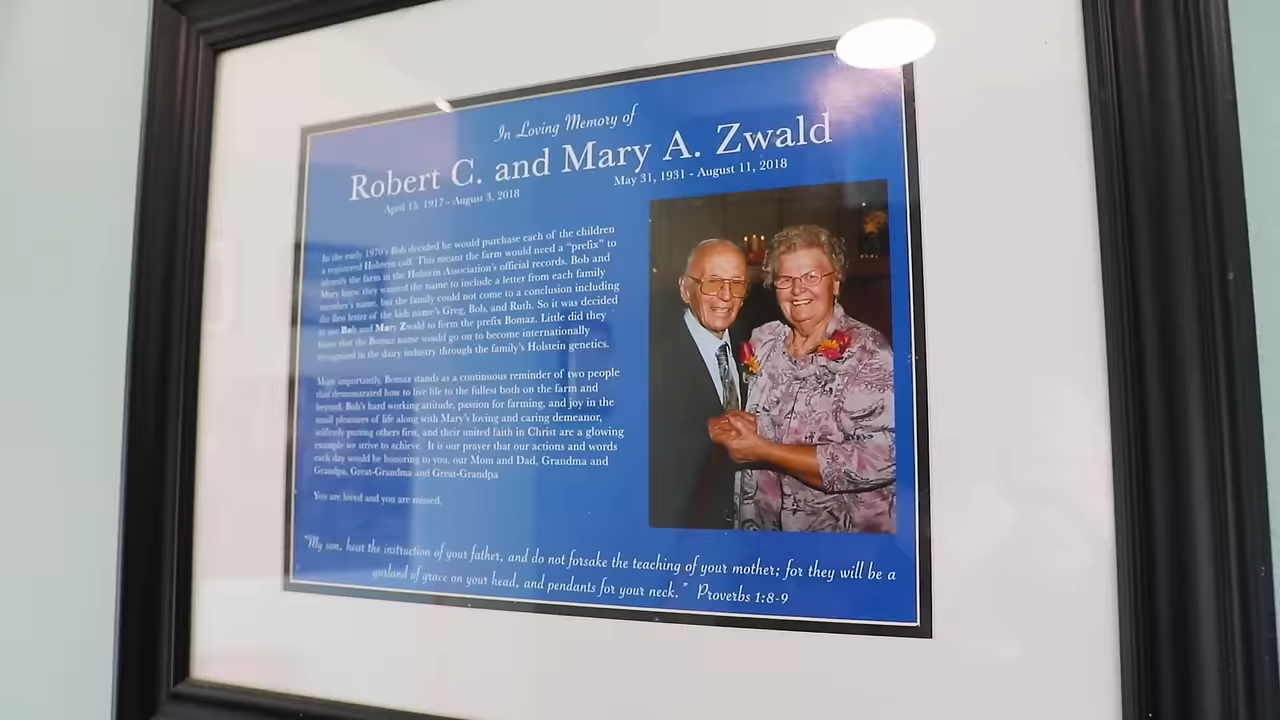 In Loving Memory of
Robert C. and Mary A. Zwald
April 15, 1917 - August 3, 2018
May 31, 1931 - August 11, 2018
In the early 1970's Bob decided he would purchase each of the children
a registered Holstein calf. This meant the farm would need a "prefix" to
identify the farm in the Holstein Association's official records. Bob and
Mary knew they wanted the name to include a letter from each family
member's name, but the family could not come to a conclusion including
the first letter of the kids name's Greg, Bob, and Ruth. So it was decided
to use Bob and Mary Zwald to form the prefix Bomaz. Little did they
know that the Bomaz name would go on to become internationally
recognized in the dairy industry through the family's Holstein genetics.
More importantly, Bomaz stands as a continuous reminder of two people
that demonstrated how to live life to the fullest both on the farm and
beyond. Bob's hard working attitude, passion for farming, and joy in the
small pleasures of life along with Mary's loving and caring demeanor,
selflessly putting others first, and their united faith in Christ are a glowing
example we strive to achieve. It is our prayer that our actions and words
each day would be honoring to you, our Mom and Dad, Grandma and
Grandpa, Great-Grandma and Great-Grandpa
You are loved and you are missed.
"My son, hear the instruction of your father, and do not forsake the teaching of your mother; for they will be a
garland of grace on your head, and pendants for your neck." Proverbs 1:8-9